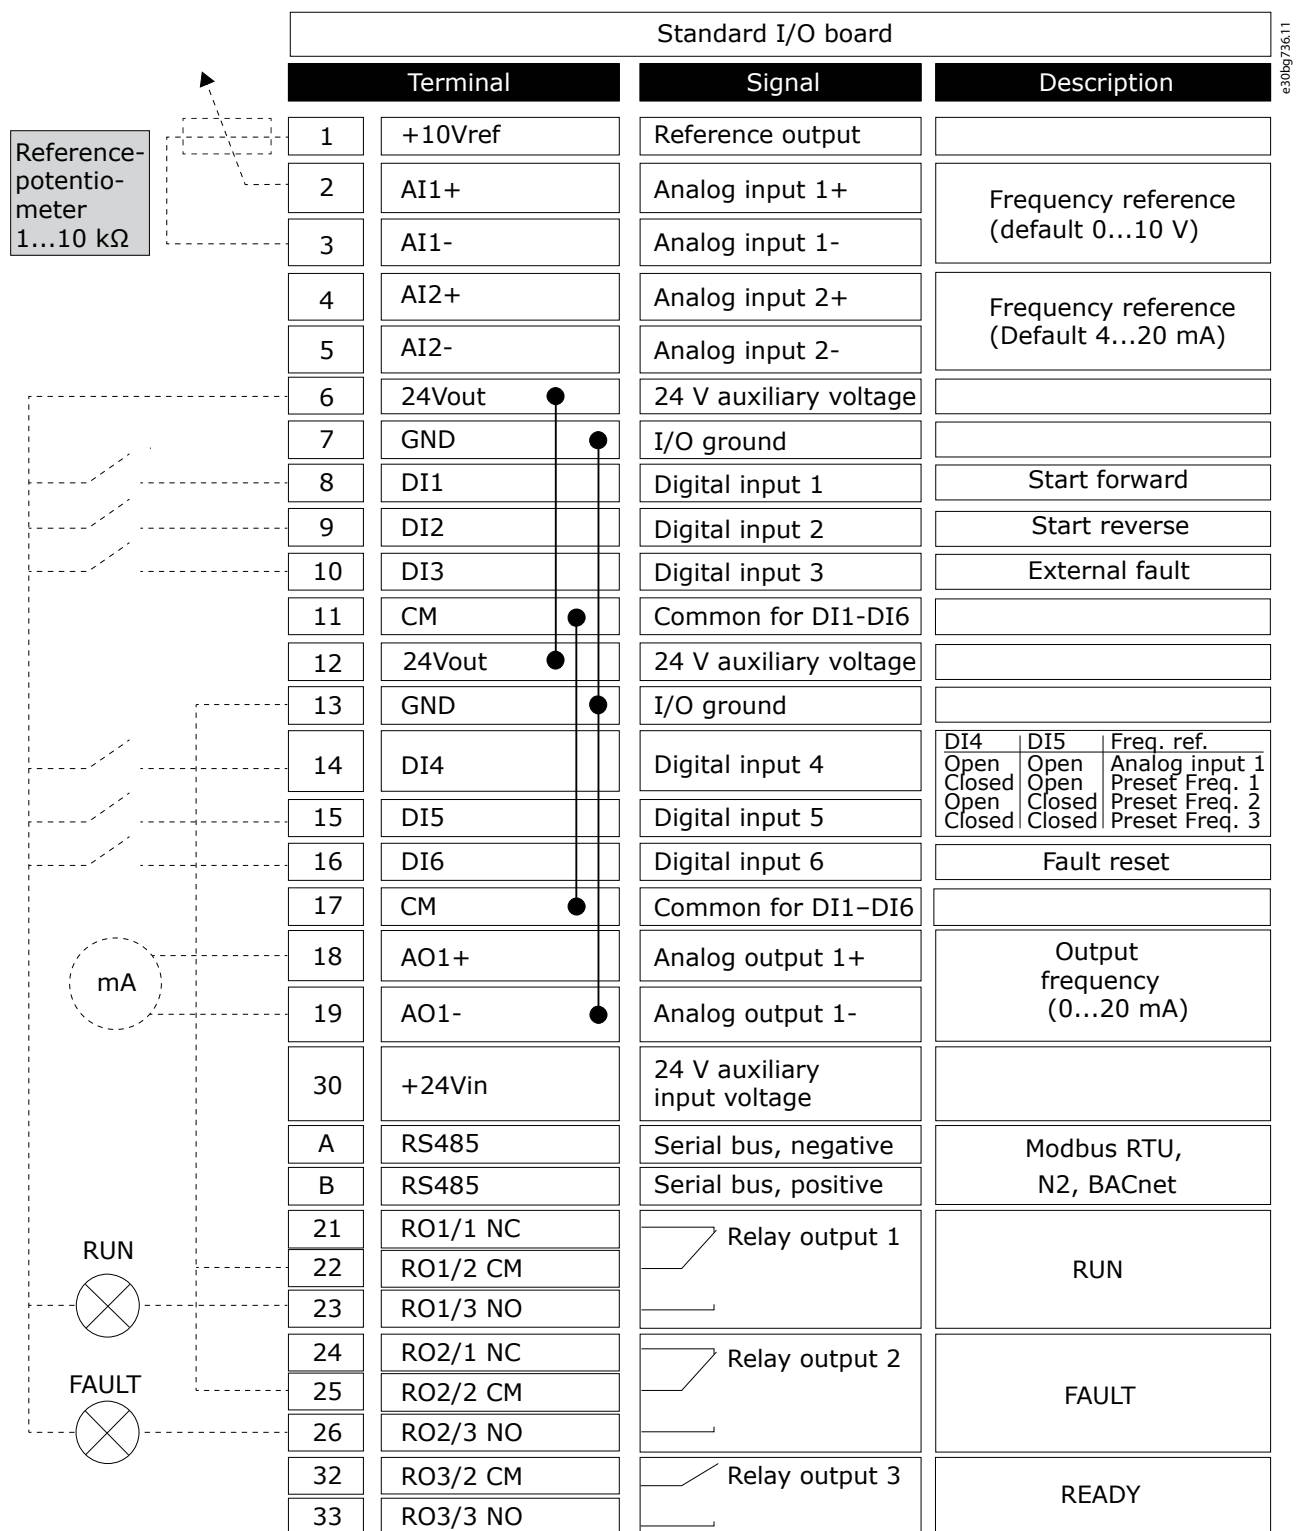 Standard I/O board
e30bg736.11
Terminal Signal Description
Reference-
potentio-
meter
1...10 kΩ
1 +10Vref Reference output
2 AI1+ Analog input 1+
3 AI1- Analog input 1-
Frequency reference
(default 0...10 V)
4 AI2+ Analog input 2+
5 AI2- Analog input 2-
Frequency reference
(Default 4...20 mA)
6 24Vout 24 V auxiliary voltage
7 GND I/O ground
8 DI1 Digital input 1 Start forward
9 DI2 Digital input 2 Start reverse
10 DI3 Digital input 3 External fault
11 CM Common for DI1-DI6
12 24Vout 24 V auxiliary voltage
13 GND I/O ground
14 DI4 Digital input 4
15 DI5 Digital input 5
DI4 DI5 Freq. ref.
Open Open Analog input 1
Closed Open Preset Freq. 1
Open Closed Preset Freq. 2
Closed Closed Preset Freq. 3
16 DI6 Digital input 6 Fault reset
17 CM Common for DI1–DI6
mA
18 AO1+ Analog output 1+
19 AO1- Analog output 1-
Output
frequency
(0...20 mA)
30 +24Vin 24 V auxiliary
input voltage
A RS485 Serial bus, negative
B RS485 Serial bus, positive
Modbus RTU,
N2, BACnet
RUN
21 RO1/1 NC Relay output 1
22 RO1/2 CM RUN
23 RO1/3 NO
FAULT
24 RO2/1 NC Relay output 2
25 RO2/2 CM FAULT
26 RO2/3 NO
32 RO3/2 CM Relay output 3
33 RO3/3 NO READY